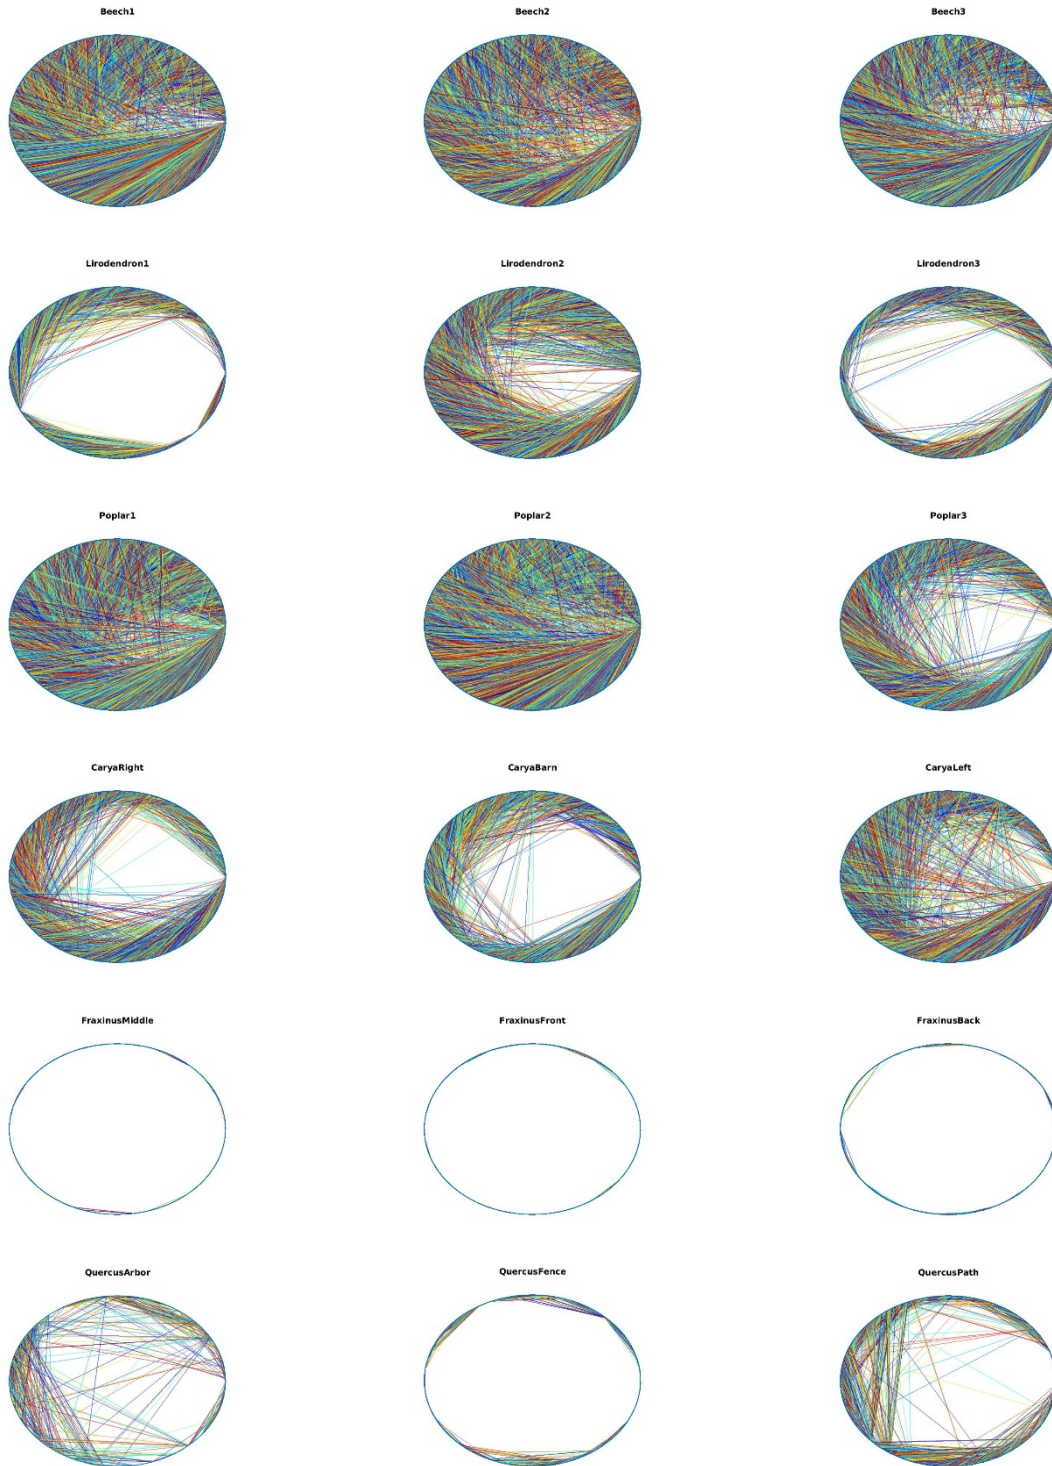 Beech1
Beech2
Beech3
Lirodendron1
Lirodendron2
Lirodendron3
Poplar1
Poplar2
Poplar3
CaryaRight
CaryaBarn
CaryaLeft
FraxinusMiddle
FraxinusFront
FraxinusBack
QuercusArbor
QuercusFence
QuercusPath